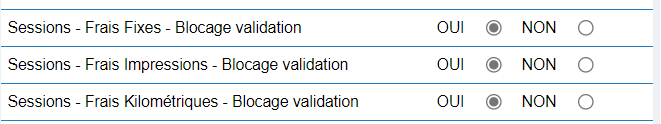 Sessions - Frais Fixes - Blocage validation OUI NON
Sessions - Frais Impressions - Blocage validation OUI NON
Sessions - Frais Kilométriques - Blocage validation OUI NON